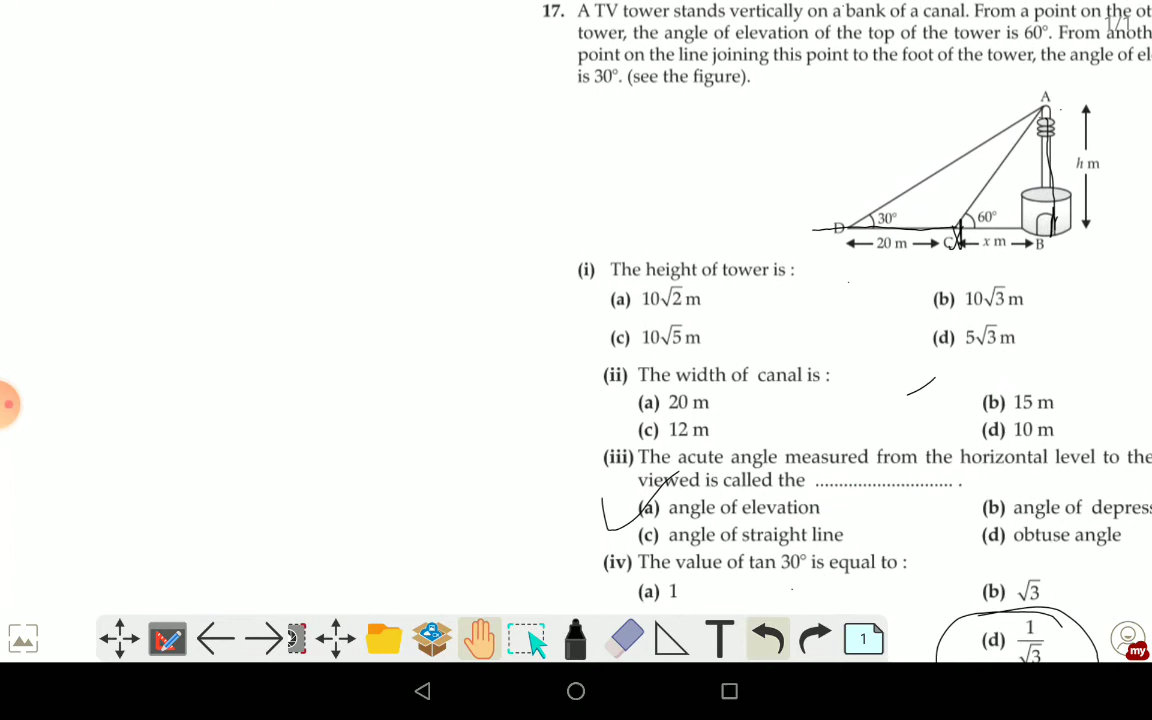 17. A TV tower stands vertically on a bank of a canal. From a point on the ot
1/1
tower, the angle of elevation of the top of the tower is 60°. From anoth
point on the line joining this point to the foot of the tower, the angle of el
is 30°. (see the figure).
A
h m
D 30° 60°
20 m C x m B
(i) The height of tower is :
(a) 10√2 m (b) 10√3 m
(c) 10√5 m (d) 5√3 m
(ii) The width of canal is :
(a) 20 m (b) 15 m
(c) 12 m (d) 10 m
(iii) The acute angle measured from the horizontal level to the
viewed is called the ............................. .
(a) angle of elevation (b) angle of depres
(c) angle of straight line (d) obtuse angle
(iv) The value of tan 30° is equal to :
(a) 1 (b) √3
(d) 1/√3
T 1
my